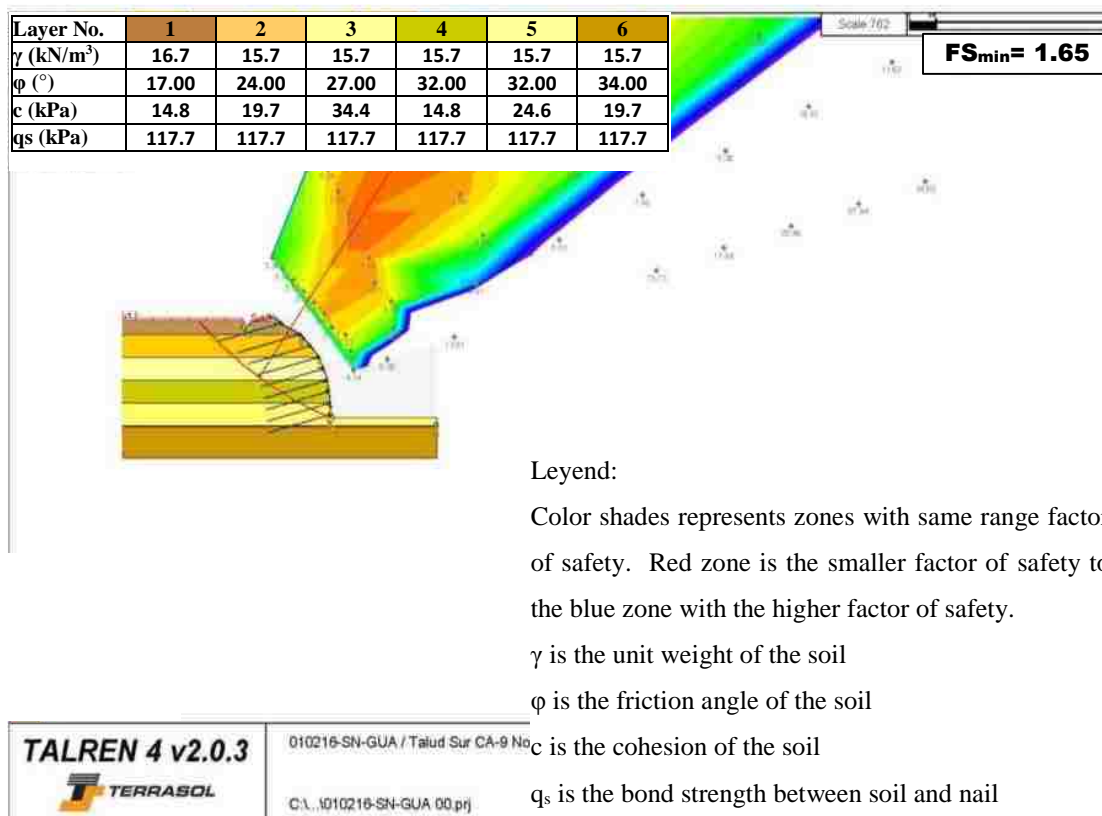 Layer No. 1 2 3 4 5 6
γ (kN/m³) 16.7 15.7 15.7 15.7 15.7 15.7
φ (°) 17.00 24.00 27.00 32.00 32.00 34.00
c (kPa) 14.8 19.7 34.4 14.8 24.6 19.7
qs (kPa) 117.7 117.7 117.7 117.7 117.7 117.7
Scale 762
FSmin= 1.65
Leyend:
Color shades represents zones with same range factor
of safety. Red zone is the smaller factor of safety to
the blue zone with the higher factor of safety.
γ is the unit weight of the soil
φ is the friction angle of the soil
c is the cohesion of the soil
qs is the bond strength between soil and nail
TALREN 4 v2.0.3
TERRASOL
010216-SN-GUA / Talud Sur CA-9 No
C:\...\010216-SN-GUA 00.prj